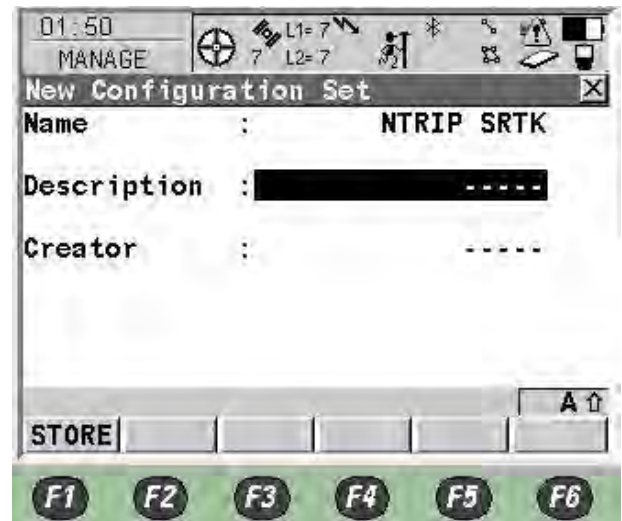 01:50
MANAGE
7
L1= 7
L2= 7
New Configuration Set
Name : NTRIP SRTK
Description : -----
Creator : -----
A ⇧
STORE
F1 F2 F3 F4 F5 F6